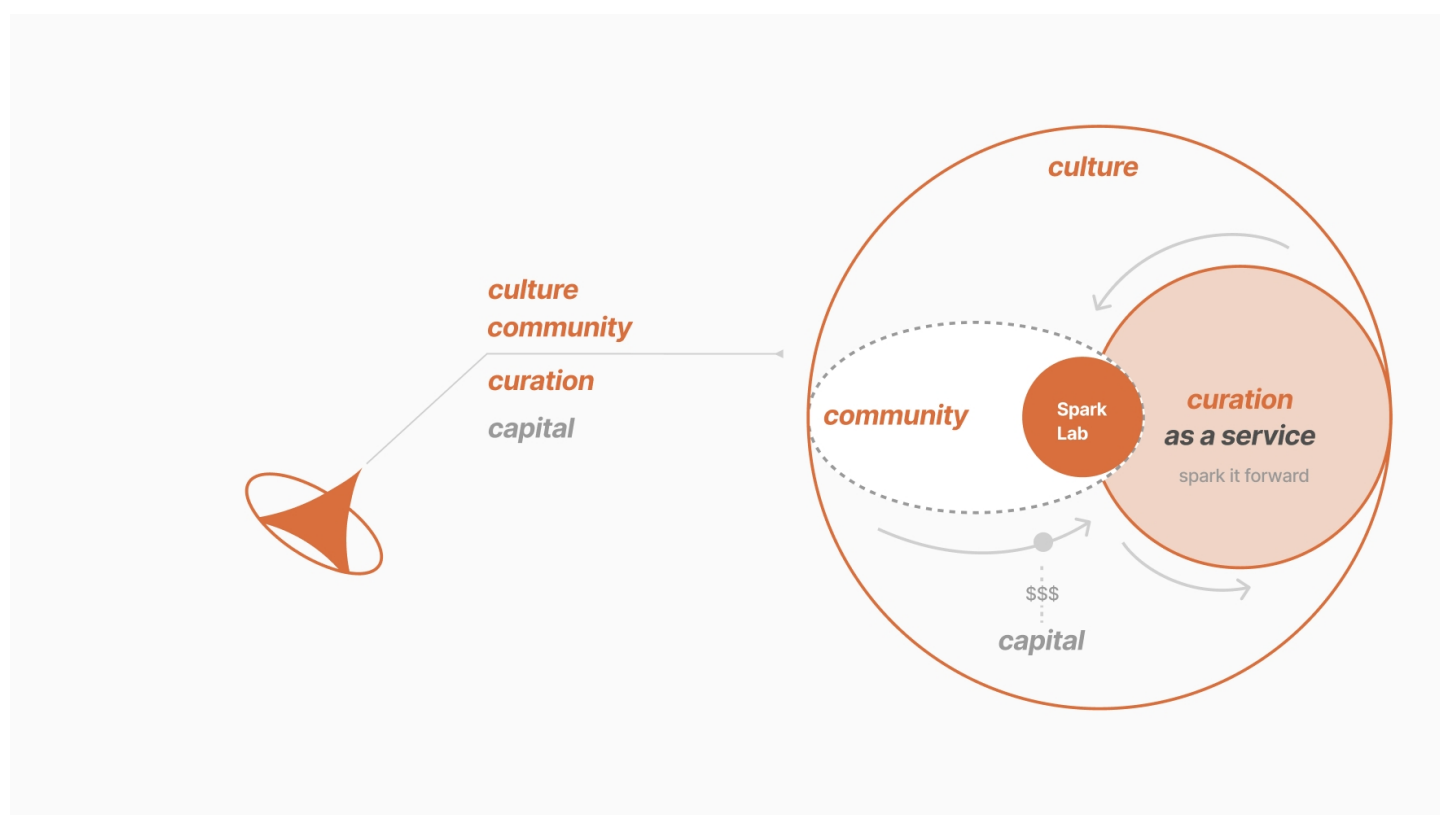 culture
community
curation
capital
culture
community
Spark
Lab
curation
as a service
spark it forward
$$$
capital